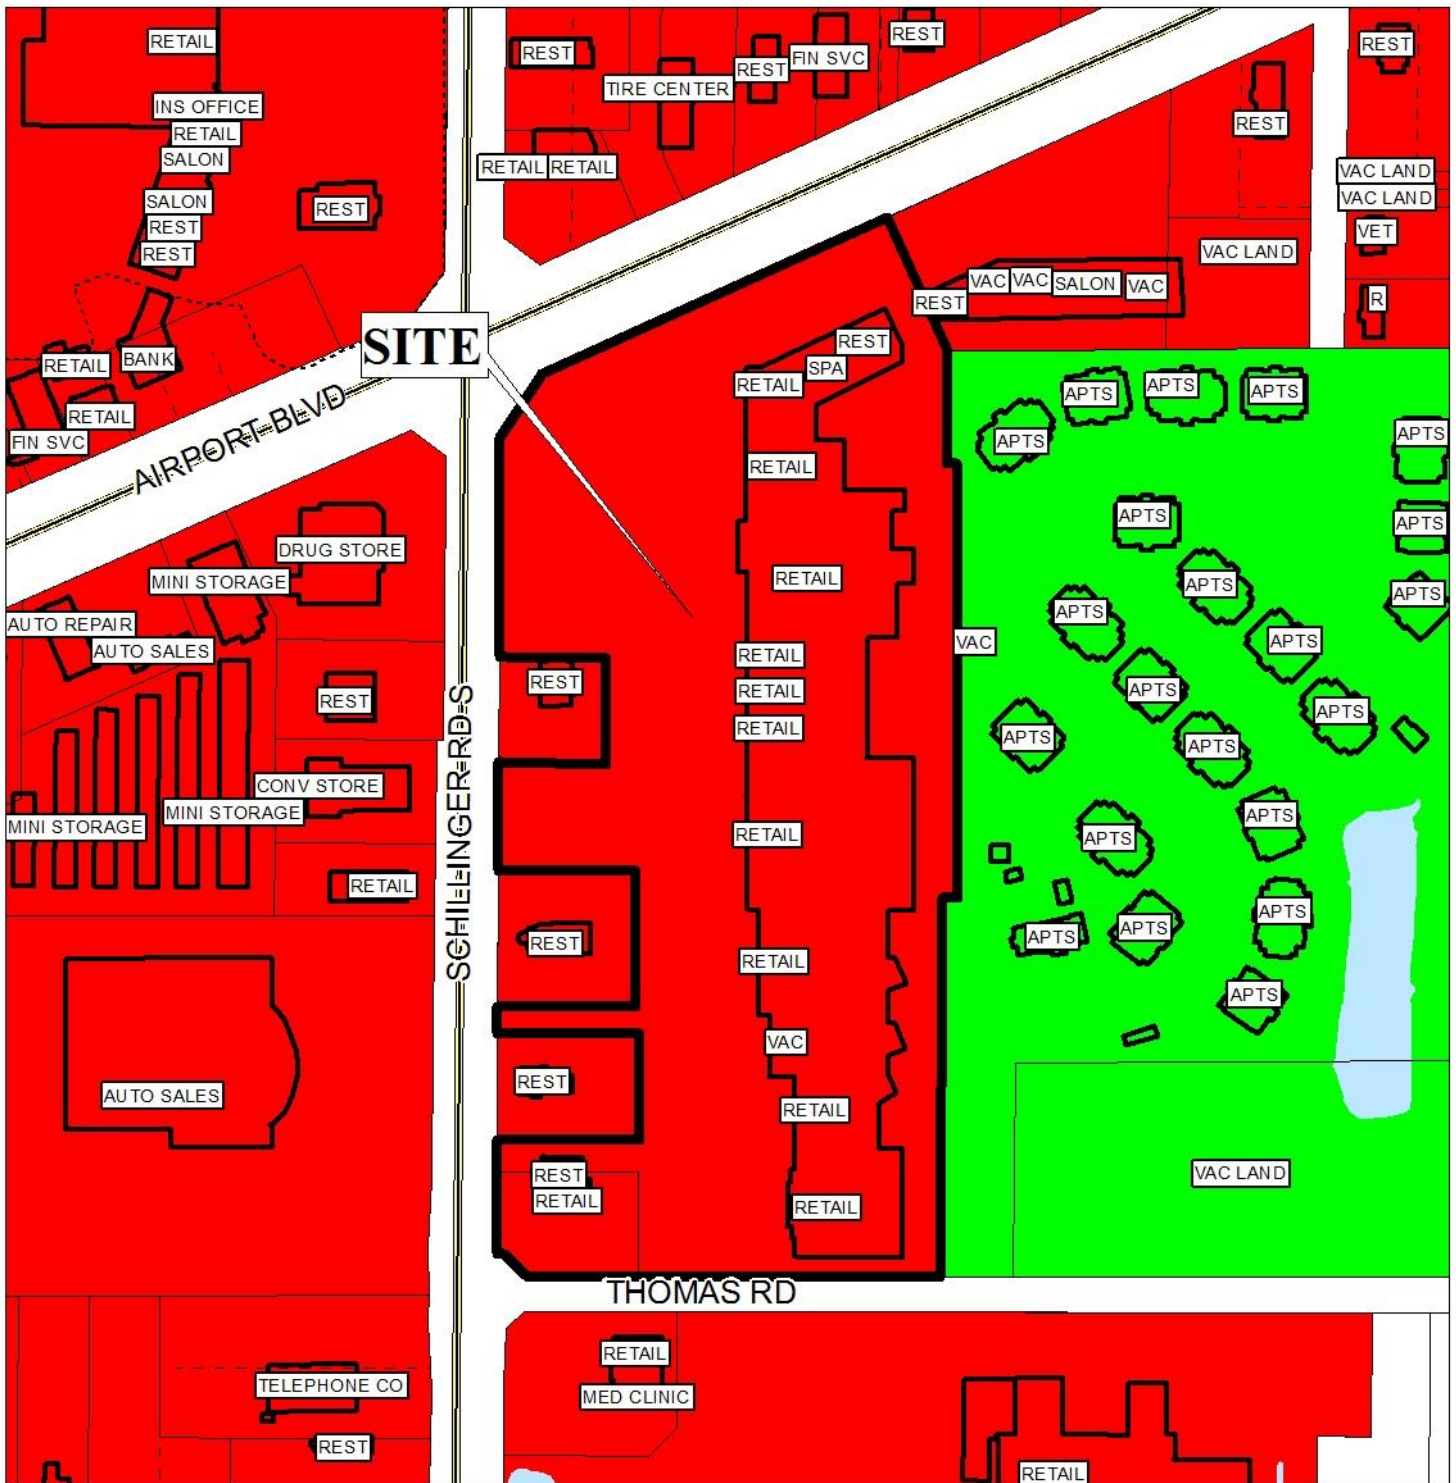 RETAIL
REST
REST
REST
FIN SVC
REST
TIRE CENTER
INS OFFICE
RETAIL
SALON
REST
RETAIL
RETAIL
VAC LAND
VAC LAND
SALON
REST
REST
REST
VET
VAC LAND
VAC
VAC
SALON
VAC
REST
R
SITE
REST
SPA
RETAIL
RETAIL
BANK
RETAIL
FIN SVC
AIRPORT BLVD
APTS
APTS
APTS
APTS
APTS
RETAIL
APTS
APTS
DRUG STORE
MINI STORAGE
RETAIL
APTS
APTS
APTS
AUTO REPAIR
AUTO SALES
RETAIL
VAC
APTS
REST
REST
RETAIL
APTS
APTS
RETAIL
APTS
APTS
SCHILLINGER RD S
CONV STORE
MINI STORAGE
MINI STORAGE
RETAIL
APTS
APTS
RETAIL
REST
RETAIL
APTS
APTS
APTS
APTS
VAC
REST
AUTO SALES
RETAIL
REST
RETAIL
RETAIL
VAC LAND
THOMAS RD
RETAIL
MED CLINIC
TELEPHONE CO
REST
RETAIL